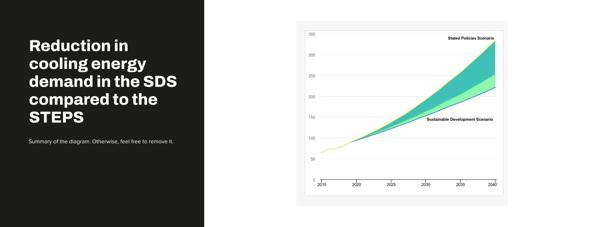 Reduction in
cooling energy
demand in the SDS
compared to the
STEPS
Summary of the diagram. Otherwise, feel free to remove it.
350
Stated Policies Scenario
300
250
200
150
Sustainable Development Scenario
100
50
0
2015
2020
2025
2030
2035
2040